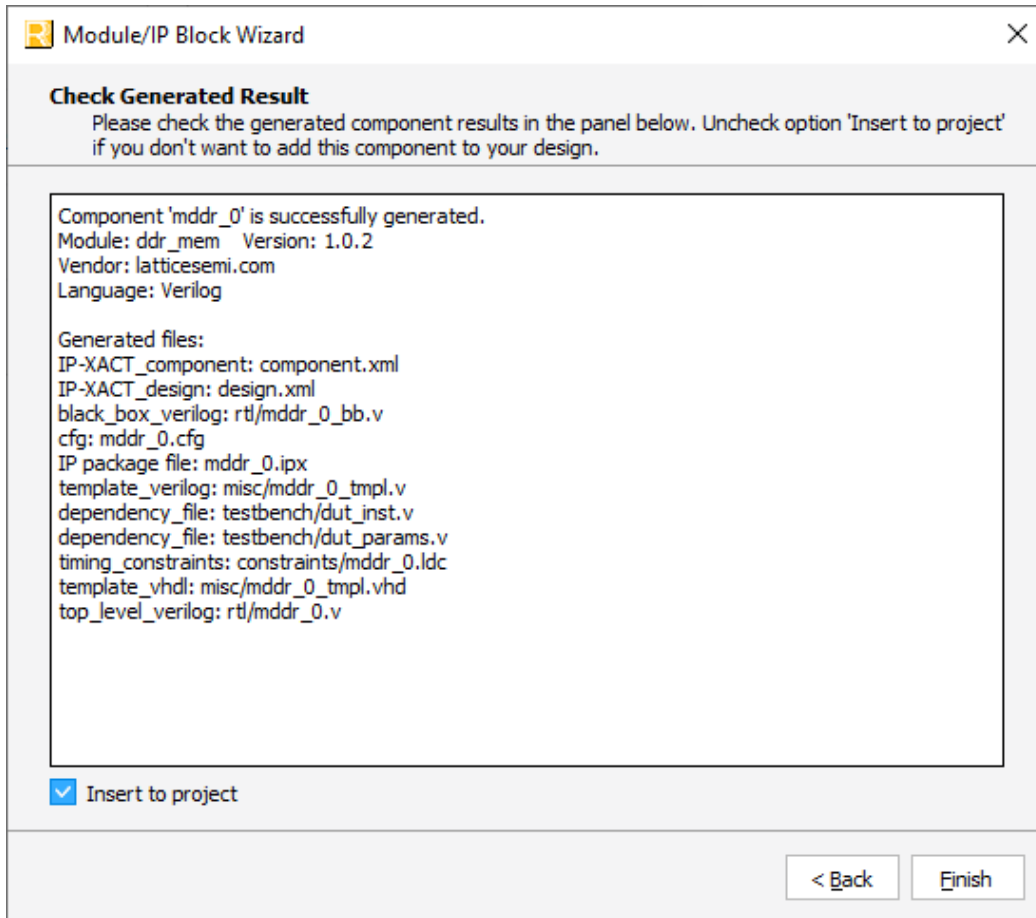 Module/IP Block Wizard
Check Generated Result
Please check the generated component results in the panel below. Uncheck option 'Insert to project'
if you don't want to add this component to your design.
Component 'mddr_0' is successfully generated.
Module: ddr_mem    Version: 1.0.2
Vendor: latticesemi.com
Language: Verilog
Generated files:
IP-XACT_component: component.xml
IP-XACT_design: design.xml
black_box_verilog: rtl/mddr_0_bb.v
cfg: mddr_0.cfg
IP package file: mddr_0.ipx
template_verilog: misc/mddr_0_tmpl.v
dependency_file: testbench/dut_inst.v
dependency_file: testbench/dut_params.v
timing_constraints: constraints/mddr_0.ldc
template_vhdl: misc/mddr_0_tmpl.vhd
top_level_verilog: rtl/mddr_0.v
Insert to project
< Back
Finish